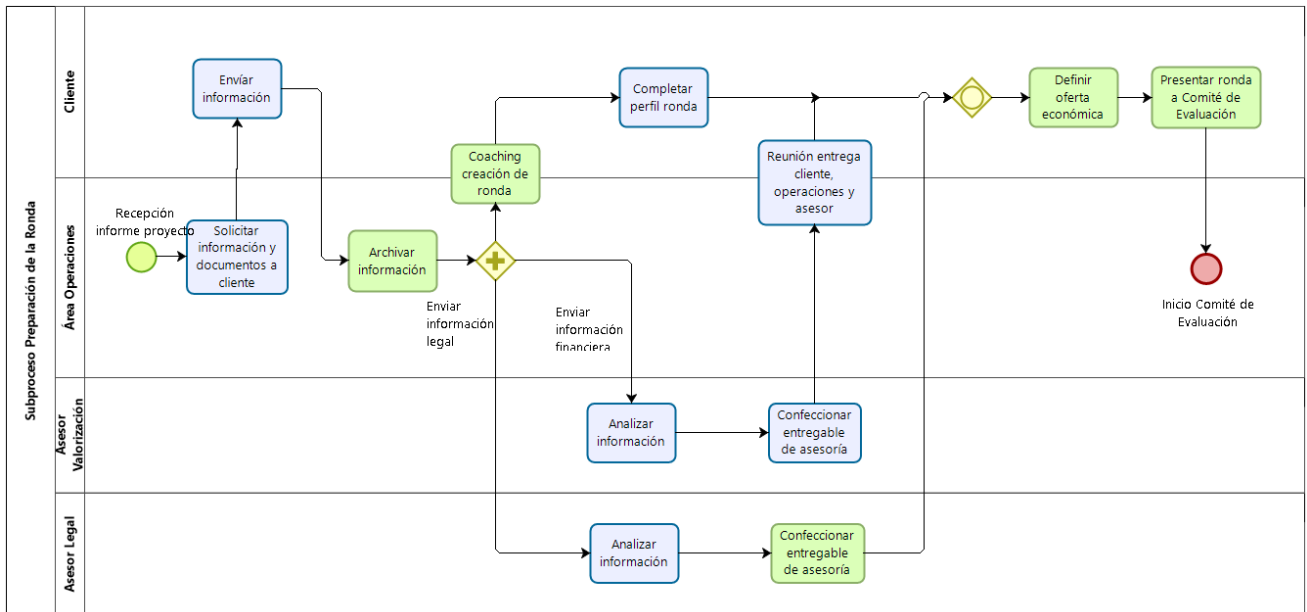 Subproceso Preparación de la Ronda
Cliente
Envíar
información
Completar
perfil ronda
Definir
oferta
económica
Presentar ronda
a Comité de
Evaluación
Coaching
creación de
ronda
Reunión entrega
cliente,
operaciones y
asesor
Área Operaciones
Recepción
informe proyecto
Solicitar
información y
documentos a
cliente
Archivar
información
Enviar
información
legal
Enviar
información
financiera
Inicio Comité de
Evaluación
Asesor
Valorización
Analizar
información
Confeccionar
entregable
de asesoría
Asesor Legal
Analizar
información
Confeccionar
entregable
de asesoría